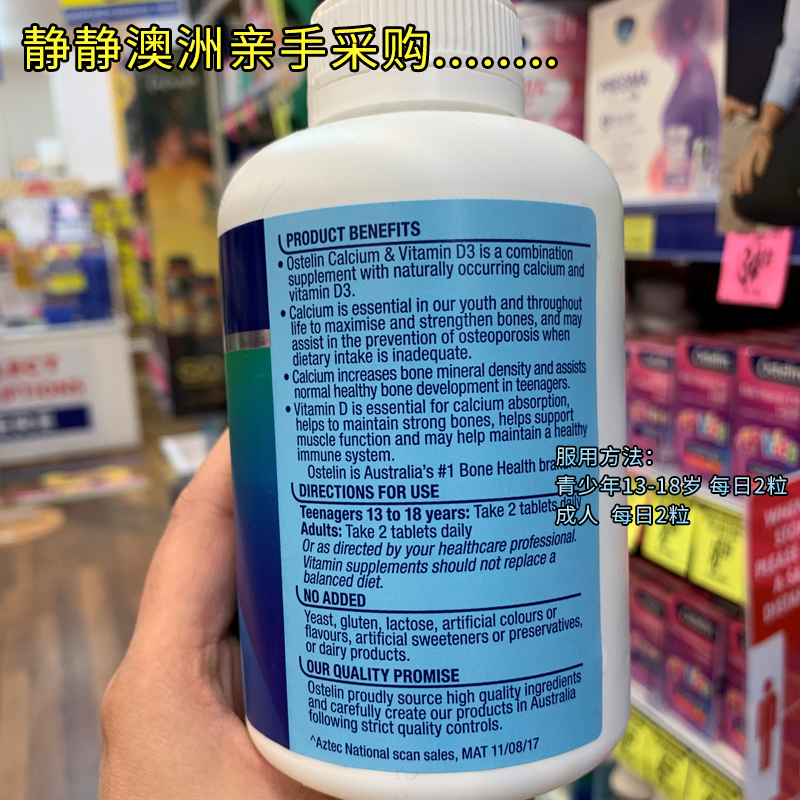 静静澳洲亲手采购........
PRODUCT BENEFITS
• Ostelin Calcium & Vitamin D3 is a combination
supplement with naturally occurring calcium and
vitamin D3.
• Calcium is essential in our youth and throughout
life to maximise and strengthen bones, and may
assist in the prevention of osteoporosis when
dietary intake is inadequate.
• Calcium increases bone mineral density and assists
normal healthy bone development in teenagers.
• Vitamin D is essential for calcium absorption,
helps to maintain strong bones, helps support
muscle function and may help maintain a healthy
immune system.
Ostelin is Australia's #1 Bone Health
服用方法：
青少年13-18岁 每日2粒
成人 每日2粒
DIRECTIONS FOR USE
Teenagers 13 to 18 years: Take 2 tablets daily
Adults: Take 2 tablets daily
Or as directed by your healthcare professional.
Vitamin supplements should not replace a
balanced diet.
NO ADDED
Yeast, gluten, lactose, artificial colours or
flavours, artificial sweeteners or preservatives,
or dairy products.
OUR QUALITY PROMISE
Ostelin proudly source high quality ingredients
and carefully create our products in Australia
following strict quality controls.
^Aztec National scan sales, MAT 11/08/17
Ostelin